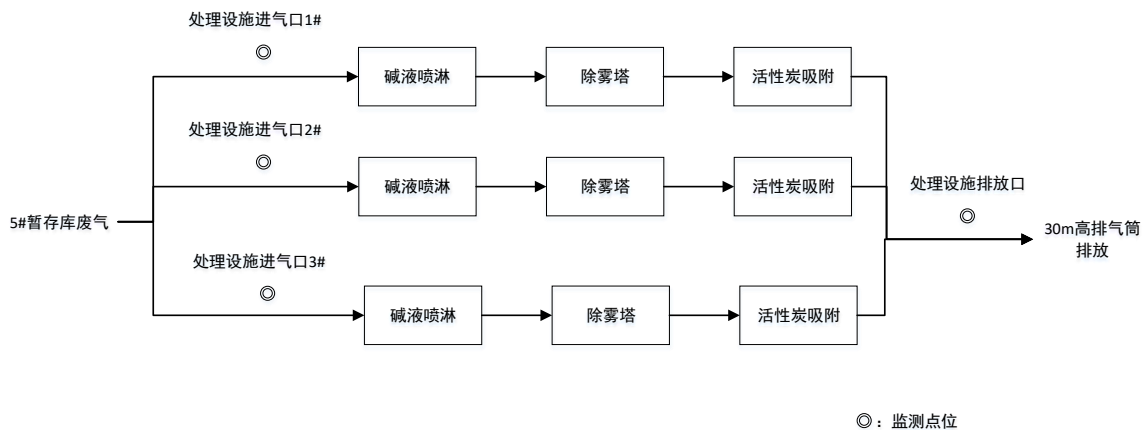 处理设施进气口1#
◎
碱液喷淋
除雾塔
活性炭吸附
处理设施进气口2#
◎
碱液喷淋
除雾塔
活性炭吸附
处理设施排放口
◎
5#暂存库废气
30m高排气筒
排放
处理设施进气口3#
◎
碱液喷淋
除雾塔
活性炭吸附
◎：监测点位